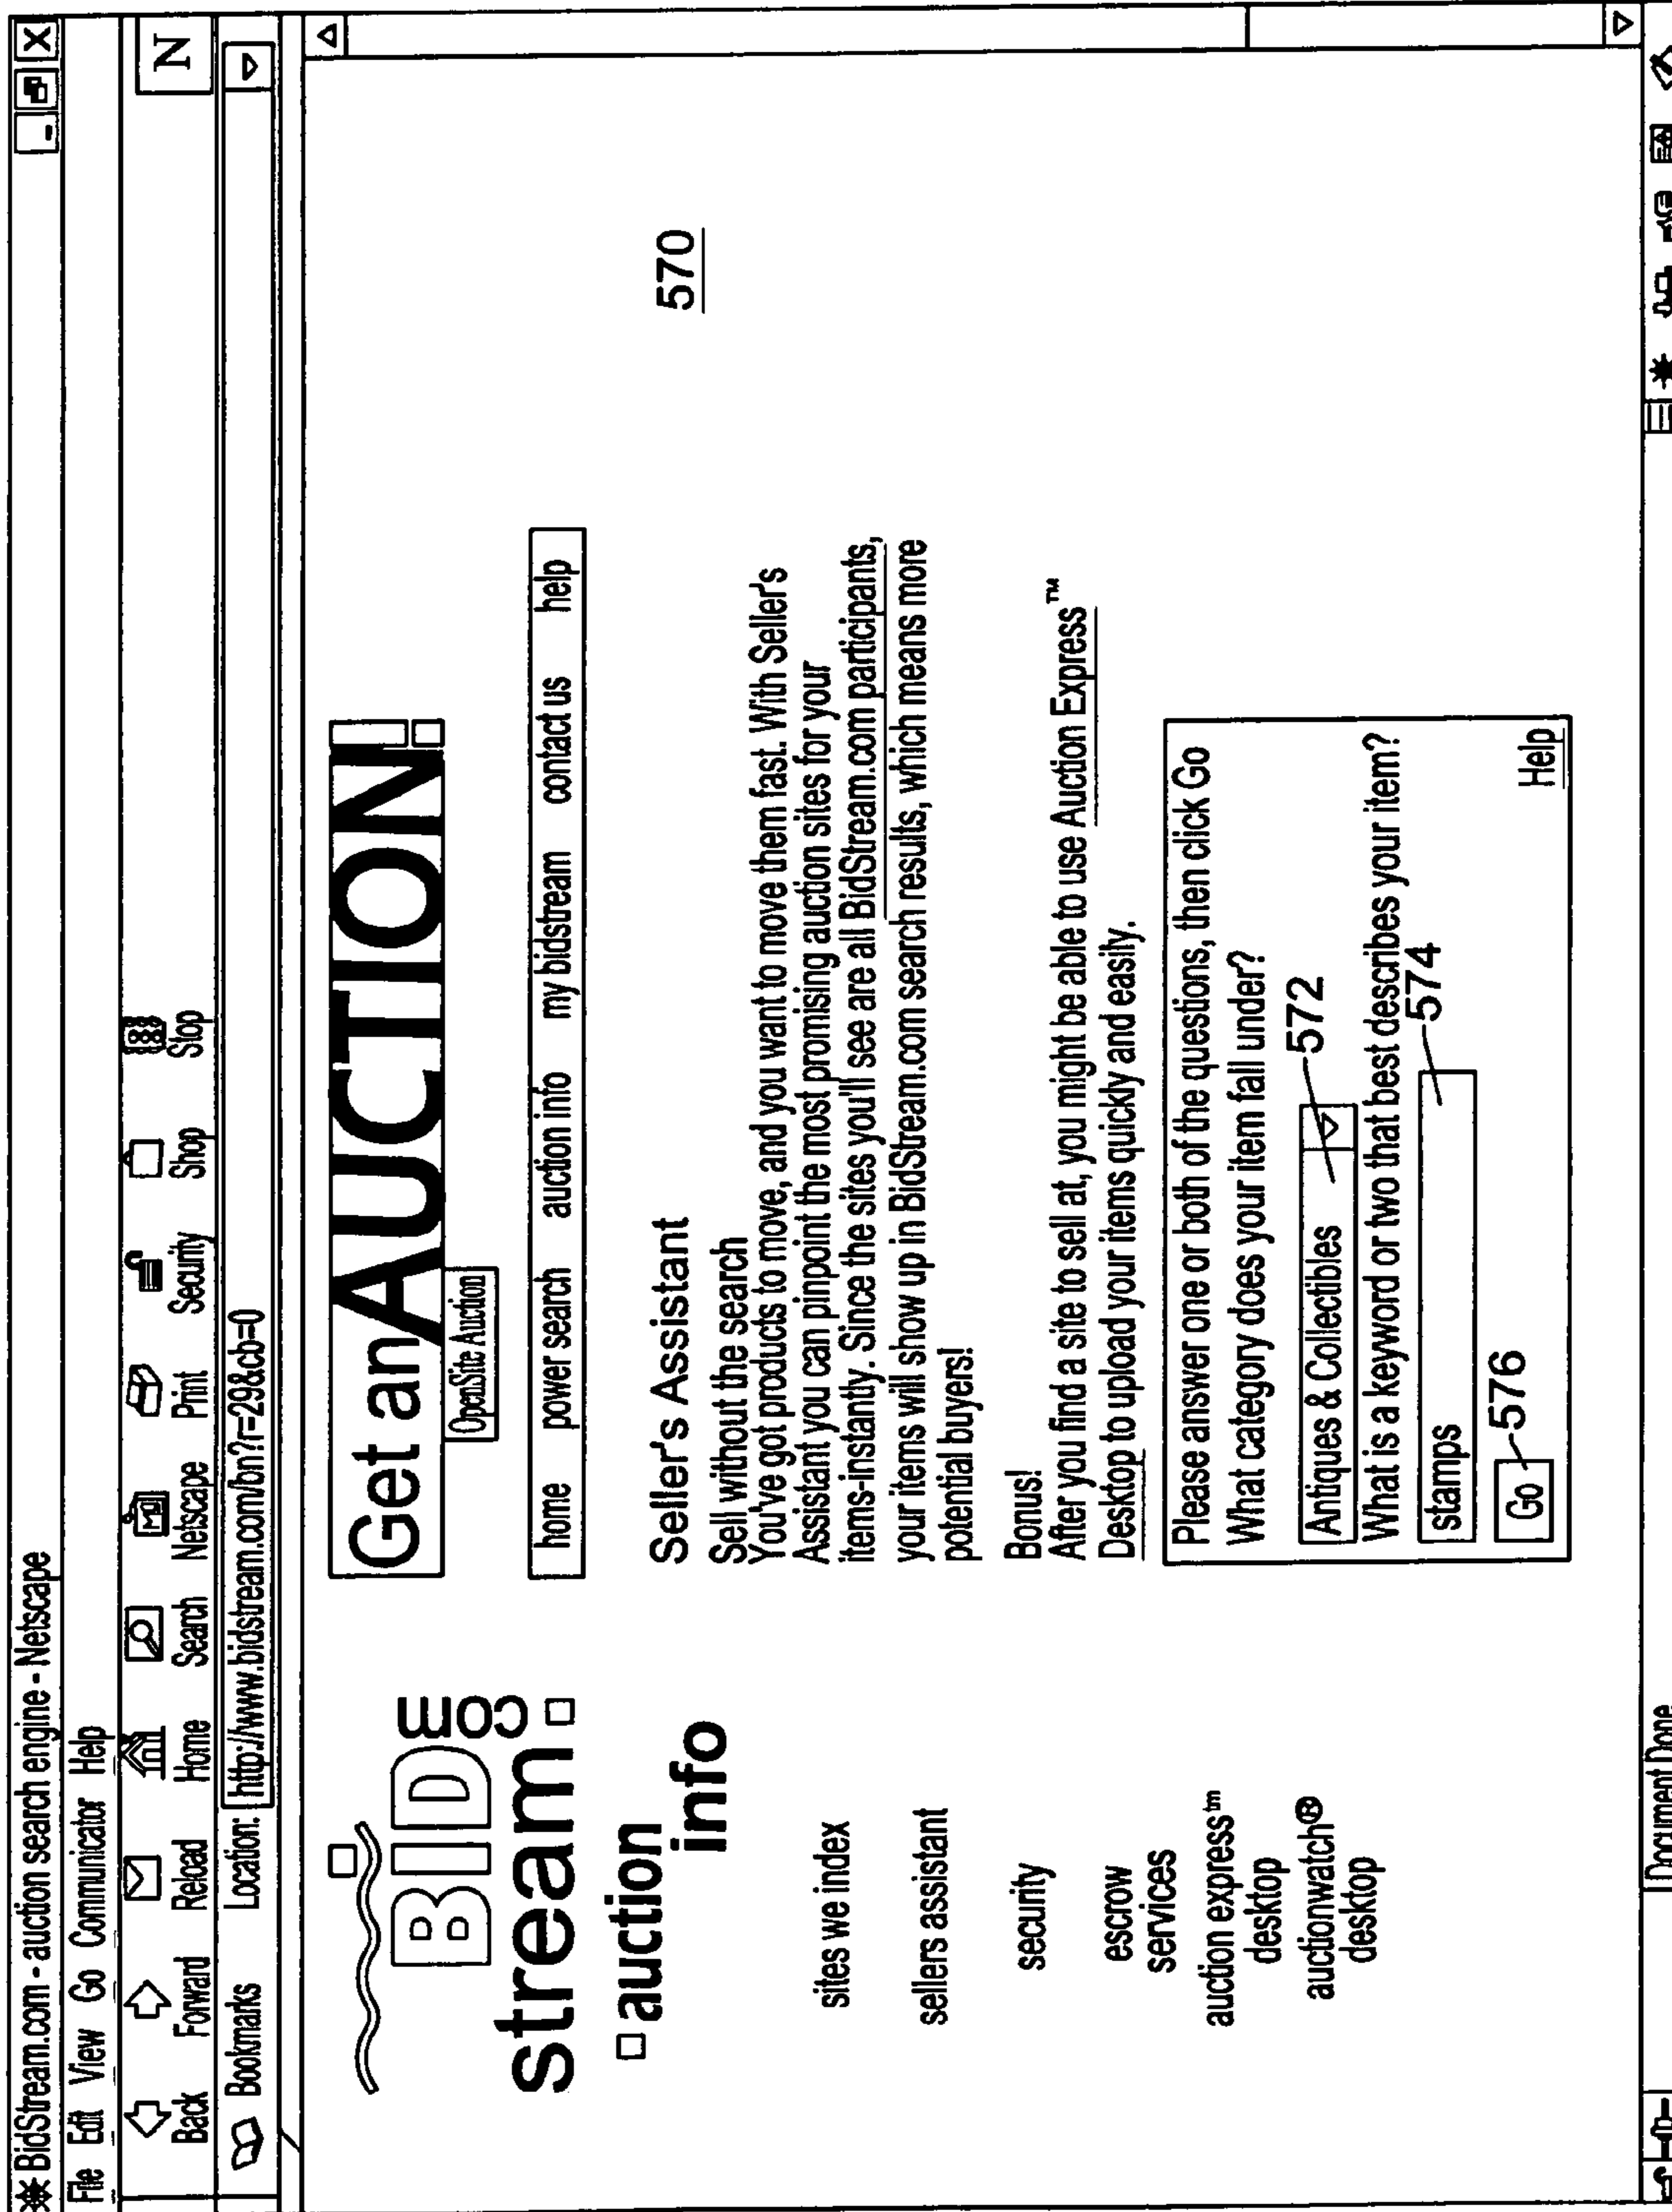 BidStream.com - auction search engine - Netscape
File Edit View Go Communicator Help
Back Forward Reload Home Search Netscape Print Security Shop Stop
N
Bookmarks Location: http://www.bidstream.com/bn?r=29&cb=0
BID
stream
com
auction
info
sites we index
sellers assistant
security
escrow
services
auction express™
desktop
auctionwatch®
desktop
Get an AUCTION!
OpenSite Auction
home power search auction info my bidstream contact us help
570
Seller's Assistant
Sell without the search
You've got products to move, and you want to move them fast. With Seller's
Assistant you can pinpoint the most promising auction sites for your
items-instantly. Since the sites you'll see are all BidStream.com participants,
your items will show up in BidStream.com search results, which means more
potential buyers!
Bonus!
After you find a site to sell at, you might be able to use Auction Express™
Desktop to upload your items quickly and easily.
Please answer one or both of the questions, then click Go
What category does your item fall under?
Antiques & Collectibles 572
What is a keyword or two that best describes your item?
stamps 574
Go 576 Help
Document Done